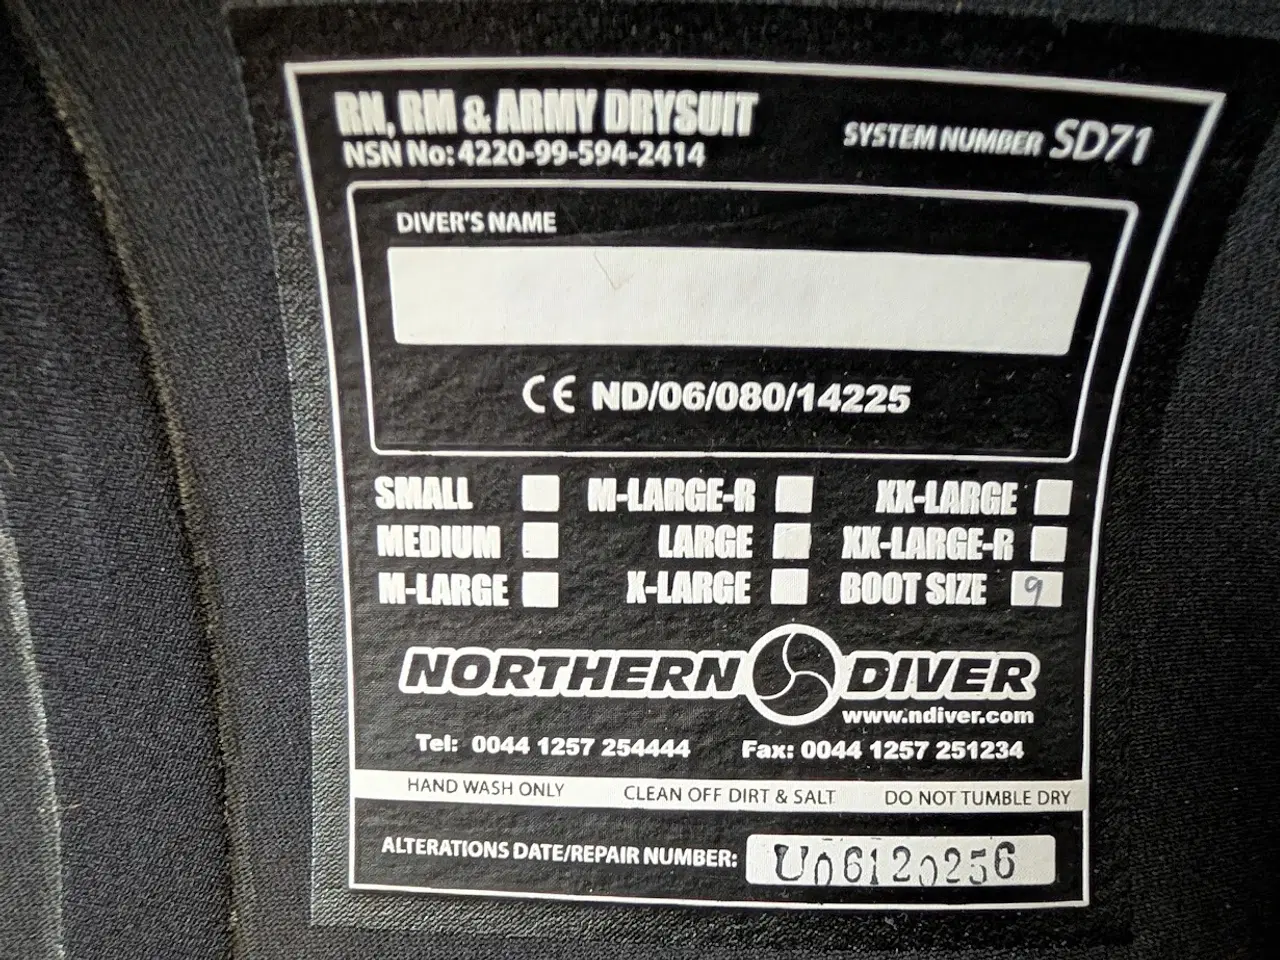 RN, RM & ARMY DRYSUIT
NSN No: 4220-99-594-2414
SYSTEM NUMBER SD71
DIVER'S NAME
CE ND/06/080/14225
SMALL M-LARGE-R XX-LARGE
MEDIUM LARGE XX-LARGE-R
M-LARGE X-LARGE BOOT SIZE 9
NORTHERN DIVER
www.ndiver.com
Tel: 0044 1257 254444 Fax: 0044 1257 251234
HAND WASH ONLY CLEAN OFF DIRT & SALT DO NOT TUMBLE DRY
ALTERATIONS DATE/REPAIR NUMBER: U06120256